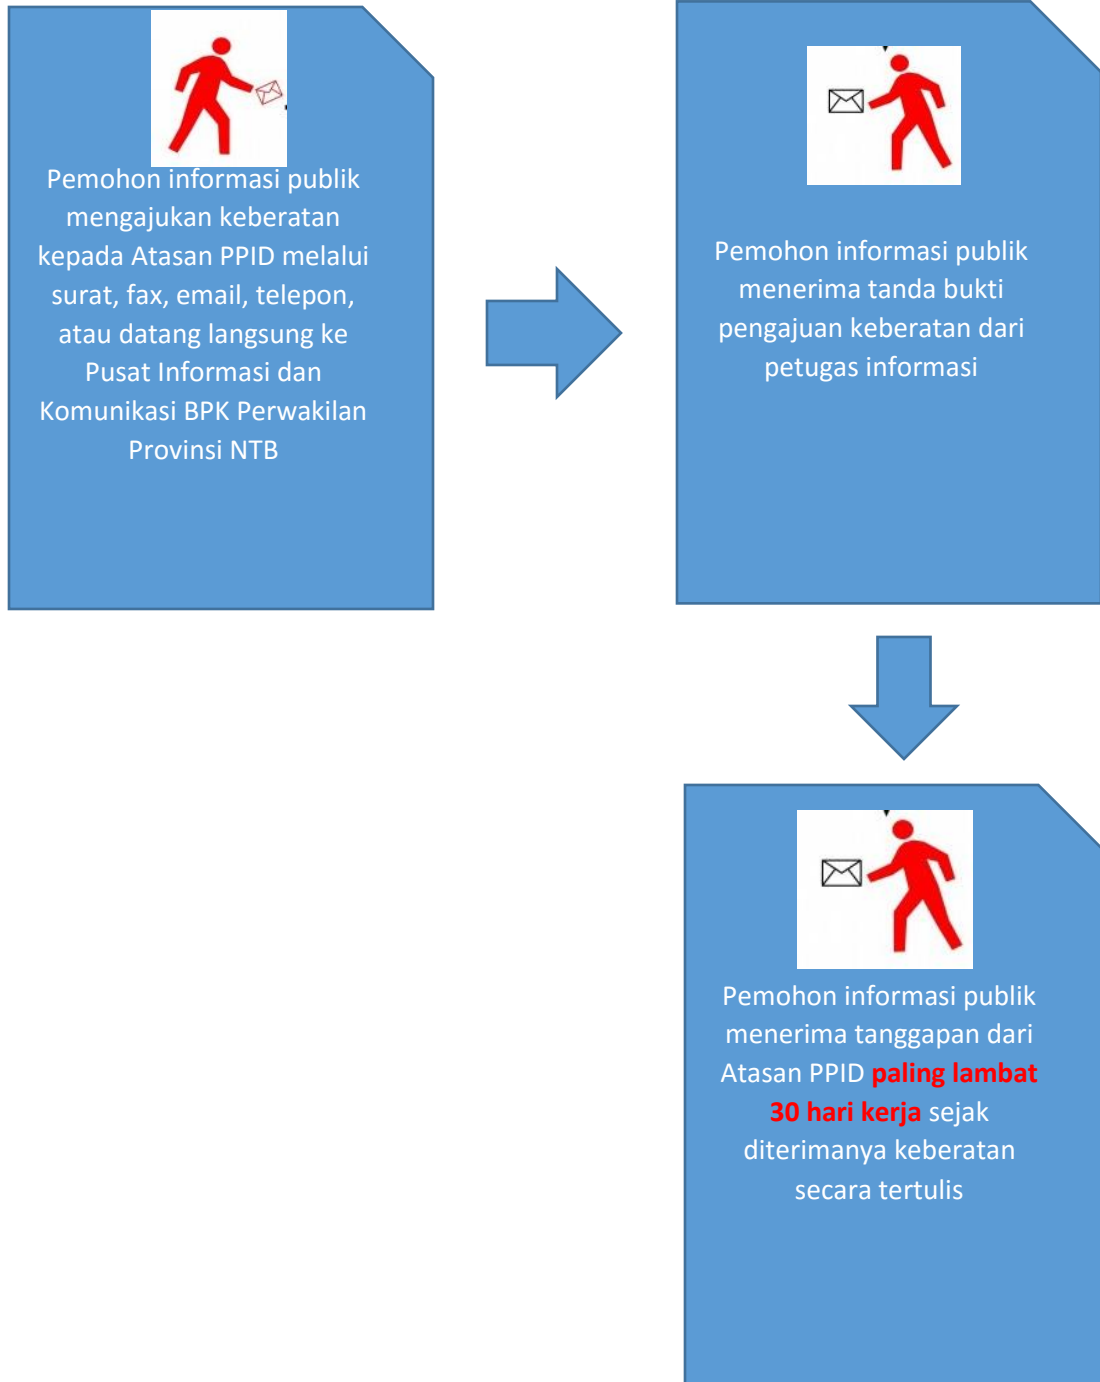 Pemohon informasi publik
mengajukan keberatan
kepada Atasan PPID melalui
surat, fax, email, telepon,
atau datang langsung ke
Pusat Informasi dan
Komunikasi BPK Perwakilan
Provinsi NTB
Pemohon informasi publik
menerima tanda bukti
pengajuan keberatan dari
petugas informasi
Pemohon informasi publik
menerima tanggapan dari
Atasan PPID paling lambat
30 hari kerja sejak
diterimanya keberatan
secara tertulis